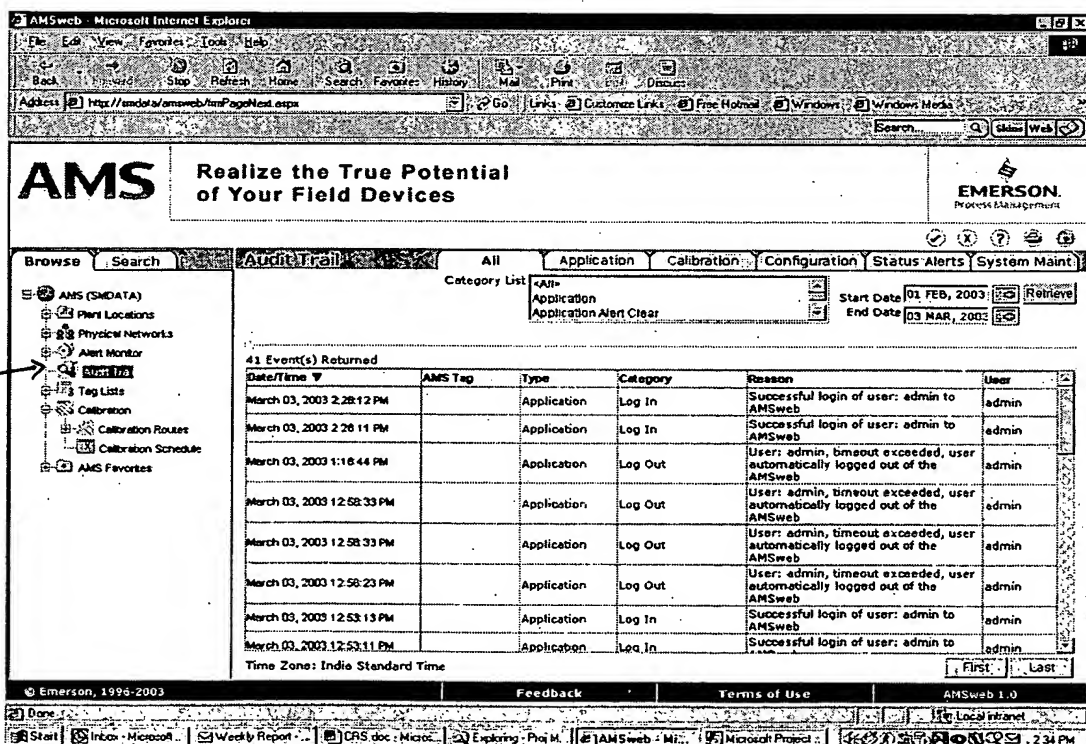 AMSweb - Microsoft Internet Explorer
File Edit View Favorites Tools Help
Back Forward Stop Refresh Home Search Favorites History Mail Print Edit Discuss
Address http://smdata/amsweb/frmPageNext.aspx Go Links Customize Links Free Hotmail Windows Windows Media
Search... Skins Web
AMS
Realize the True Potential
of Your Field Devices
EMERSON.
Process Management
Browse Search Audit Trail All Application Calibration Configuration Status Alerts System Maint
AMS (SMDATA)
Plant Locations
Physical Networks
Alert Monitor
Audit Trail
Tag Lists
Calibration
Calibration Routes
Calibration Schedule
AMS Favorites
Category List
<All>
Application
Application Alert Clear
Start Date 01 FEB, 2003 Retrieve
End Date 03 MAR, 2003
41 Event(s) Returned
Date/Time AMS Tag Type Category Reason User
March 03, 2003 2:28:12 PM Application Log In Successful login of user: admin to AMSweb admin
March 03, 2003 2:28:11 PM Application Log In Successful login of user: admin to AMSweb admin
March 03, 2003 1:18:44 PM Application Log Out User: admin, timeout exceeded, user automatically logged out of the AMSweb admin
March 03, 2003 12:58:33 PM Application Log Out User: admin, timeout exceeded, user automatically logged out of the AMSweb admin
March 03, 2003 12:58:33 PM Application Log Out User: admin, timeout exceeded, user automatically logged out of the AMSweb admin
March 03, 2003 12:58:23 PM Application Log Out User: admin, timeout exceeded, user automatically logged out of the AMSweb admin
March 03, 2003 12:53:13 PM Application Log In Successful login of user: admin to AMSweb admin
March 03, 2003 12:53:11 PM Application Log In Successful login of user: admin to admin
Time Zone: India Standard Time
First Last
© Emerson, 1996-2003 Feedback Terms of Use AMSweb 1.0
Done Local intranet
Start Inbox - Microsoft... Weekly Report - ... CRS.doc - Microc... Exploring - Proj M... AMSweb - Mi... Microsoft Project - 2:34 PM